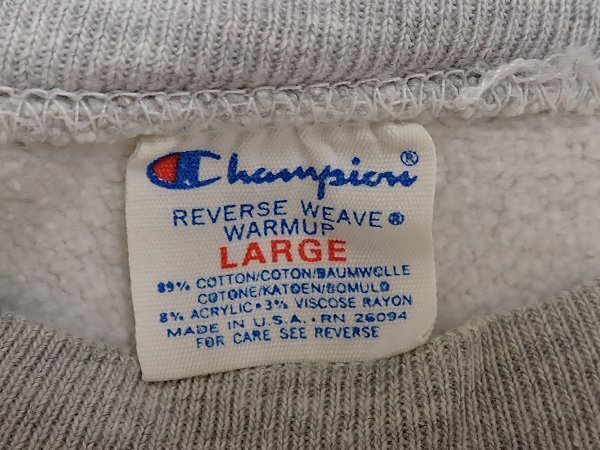 Champion®
REVERSE WEAVE®
WARMUP
LARGE
89% COTTON/COTON/BAUMWOLLE
COTONE/KATOEN/BOMULD
8% ACRYLIC • 3% VISCOSE RAYON
MADE IN U.S.A. • RN 26094
FOR CARE SEE REVERSE